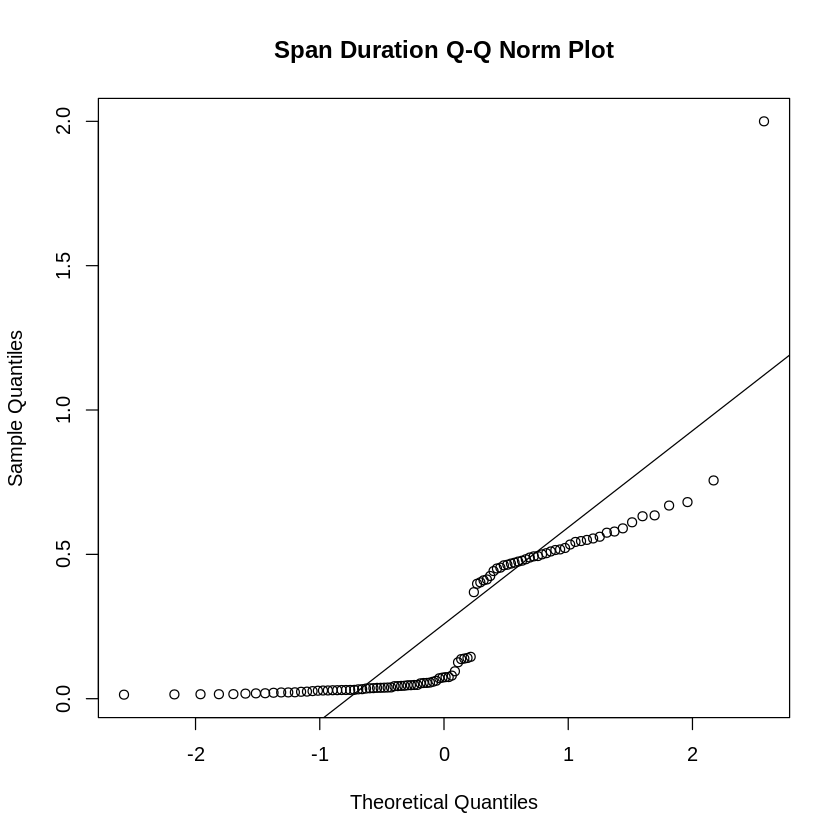 Span Duration Q-Q Norm Plot
2.0
1.5
1.0
0.5
0.0
Sample Quantiles
-2 -1 0 1 2
Theoretical Quantiles